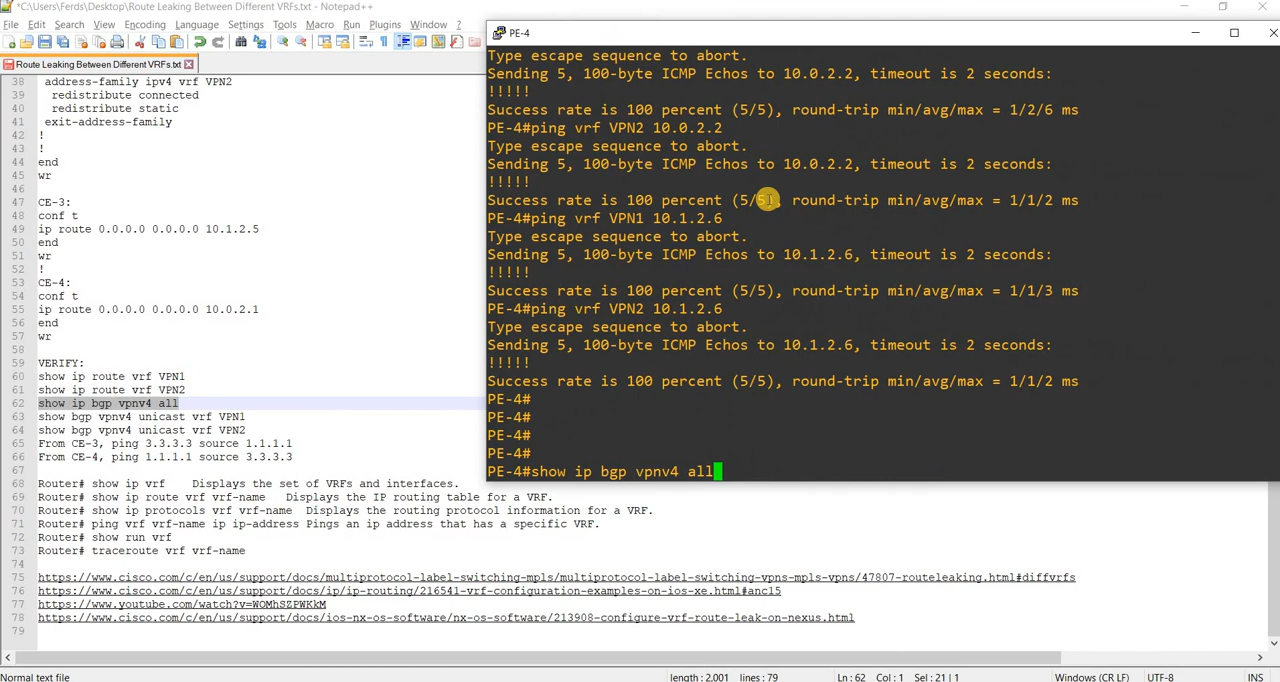 *C:\Users\Ferds\Desktop\Route Leaking Between Different VRFs.txt - Notepad++
File Edit Search View Encoding Language Settings Tools Macro Run Plugins Window ?
Route Leaking Between Different VRFs.txt
38 address-family ipv4 vrf VPN2
39 redistribute connected
40 redistribute static
41 exit-address-family
42 !
43 !
44 end
45 wr
46
47 CE-3:
48 conf t
49 ip route 0.0.0.0 0.0.0.0 10.1.2.5
50 end
51 wr
52 !
53 CE-4:
54 conf t
55 ip route 0.0.0.0 0.0.0.0 10.0.2.1
56 end
57 wr
58
59 VERIFY:
60 show ip route vrf VPN1
61 show ip route vrf VPN2
62 show ip bgp vpnv4 all
63 show bgp vpnv4 unicast vrf VPN1
64 show bgp vpnv4 unicast vrf VPN2
65 From CE-3, ping 3.3.3.3 source 1.1.1.1
66 From CE-4, ping 1.1.1.1 source 3.3.3.3
67
68 Router# show ip vrf Displays the set of VRFs and interfaces.
69 Router# show ip route vrf vrf-name Displays the IP routing table for a VRF.
70 Router# show ip protocols vrf vrf-name Displays the routing protocol information for a VRF.
71 Router# ping vrf vrf-name ip ip-address Pings an ip address that has a specific VRF.
72 Router# show run vrf
73 Router# traceroute vrf vrf-name
74
75 https://www.cisco.com/c/en/us/support/docs/multiprotocol-label-switching-mpls/multiprotocol-label-switching-vpns-mpls-vpns/47807-routeleaking.html#diffvrfs
76 https://www.cisco.com/c/en/us/support/docs/ip/ip-routing/216541-vrf-configuration-examples-on-ios-xe.html#anc15
77 https://www.youtube.com/watch?v=WOMhSZPWKkM
78 https://www.cisco.com/c/en/us/support/docs/ios-nx-os-software/nx-os-software/213908-configure-vrf-route-leak-on-nexus.html
79
PE-4
Type escape sequence to abort.
Sending 5, 100-byte ICMP Echos to 10.0.2.2, timeout is 2 seconds:
!!!!!
Success rate is 100 percent (5/5), round-trip min/avg/max = 1/2/6 ms
PE-4#ping vrf VPN2 10.0.2.2
Type escape sequence to abort.
Sending 5, 100-byte ICMP Echos to 10.0.2.2, timeout is 2 seconds:
!!!!!
Success rate is 100 percent (5/5), round-trip min/avg/max = 1/1/2 ms
PE-4#ping vrf VPN1 10.1.2.6
Type escape sequence to abort.
Sending 5, 100-byte ICMP Echos to 10.1.2.6, timeout is 2 seconds:
!!!!!
Success rate is 100 percent (5/5), round-trip min/avg/max = 1/1/3 ms
PE-4#ping vrf VPN2 10.1.2.6
Type escape sequence to abort.
Sending 5, 100-byte ICMP Echos to 10.1.2.6, timeout is 2 seconds:
!!!!!
Success rate is 100 percent (5/5), round-trip min/avg/max = 1/1/2 ms
PE-4#
PE-4#
PE-4#
PE-4#
PE-4#show ip bgp vpnv4 all
Normal text file length : 2,001 lines : 79 Ln : 62 Col : 1 Sel : 21 | 1 Windows (CR LF) UTF-8 INS